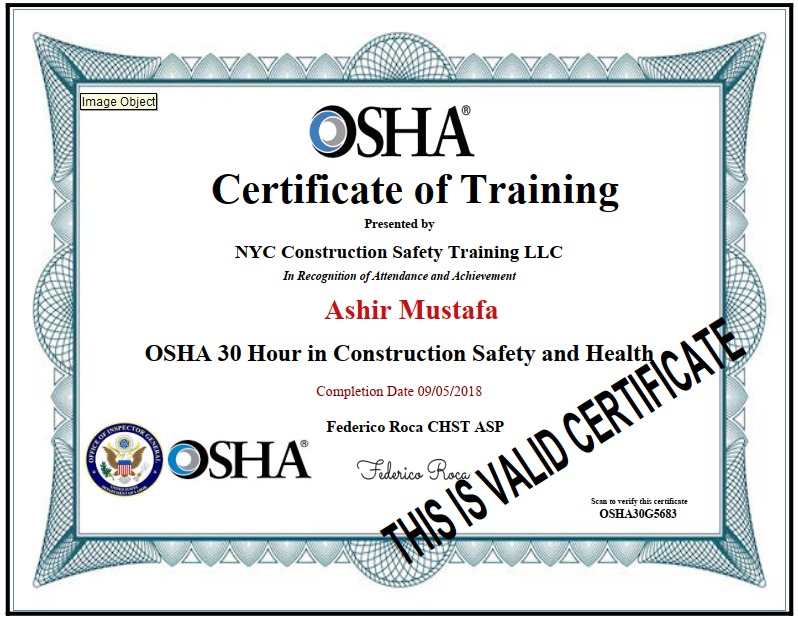 Image Object
OSHA®
Certificate of Training
Presented by
NYC Construction Safety Training LLC
In Recognition of Attendance and Achievement
Ashir Mustafa
OSHA 30 Hour in Construction Safety and Health
Completion Date 09/05/2018
Federico Roca CHST ASP
OFFICE OF INSPECTOR GENERAL
UNITED STATES
DEPARTMENT OF LABOR
OSHA®
Federico Roca
THIS IS VALID CERTIFICATE
Scan to verify this certificate
OSHA30G5683